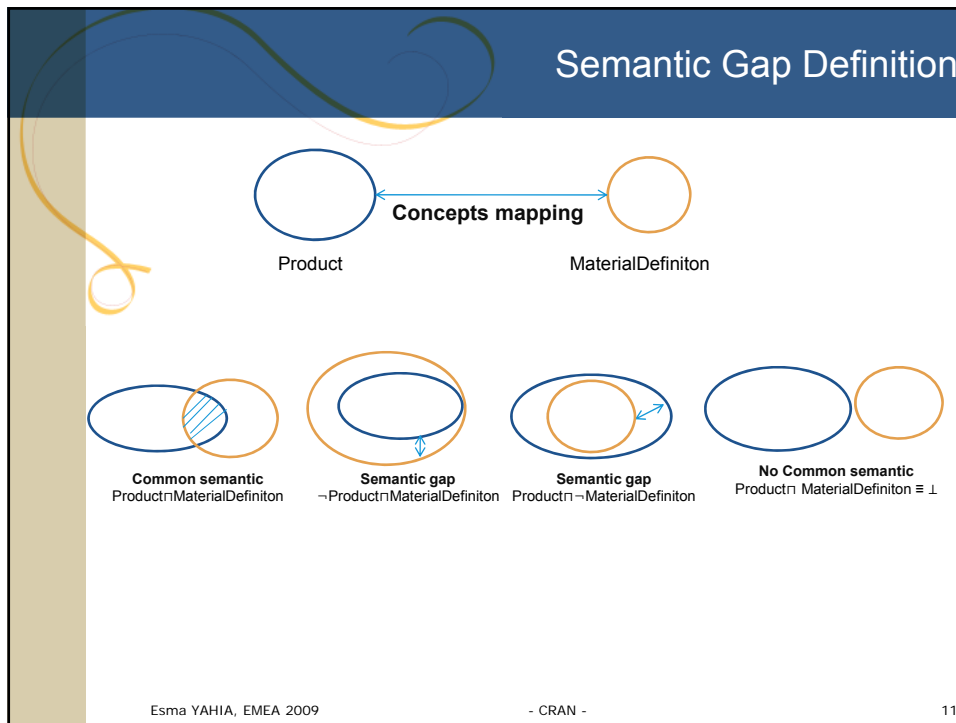 Semantic Gap Definition
Concepts mapping
Product
MaterialDefiniton
Common semantic
Product⊓MaterialDefiniton
Semantic gap
¬Product⊓MaterialDefiniton
Semantic gap
Product⊓¬MaterialDefiniton
No Common semantic
Product⊓ MaterialDefiniton ≡ ⊥
Esma YAHIA, EMEA 2009
- CRAN -
11